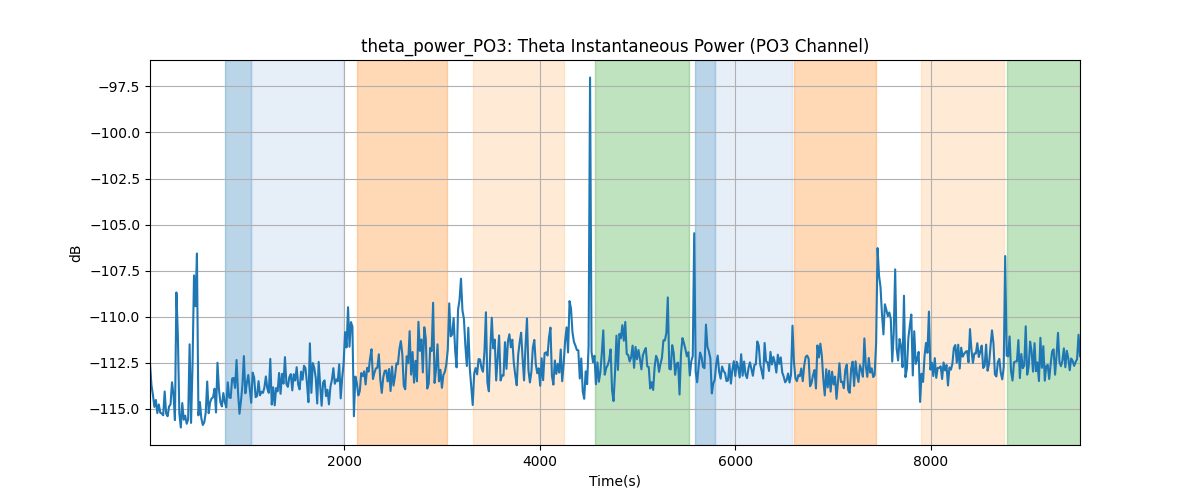 theta_power_PO3: Theta Instantaneous Power (PO3 Channel)
−97.5
−100.0
−102.5
−105.0
−107.5
−110.0
−112.5
−115.0
dB
2000 4000 6000 8000
Time(s)